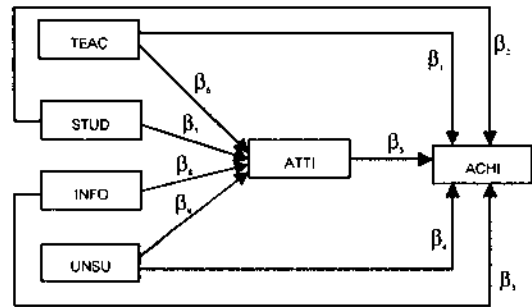 TEAC
β₂
β₁
β₆
STUD
β₇
β₅
ATTI
ACHI
INFO
β₈
β₉
UNSU
β₄
β₃